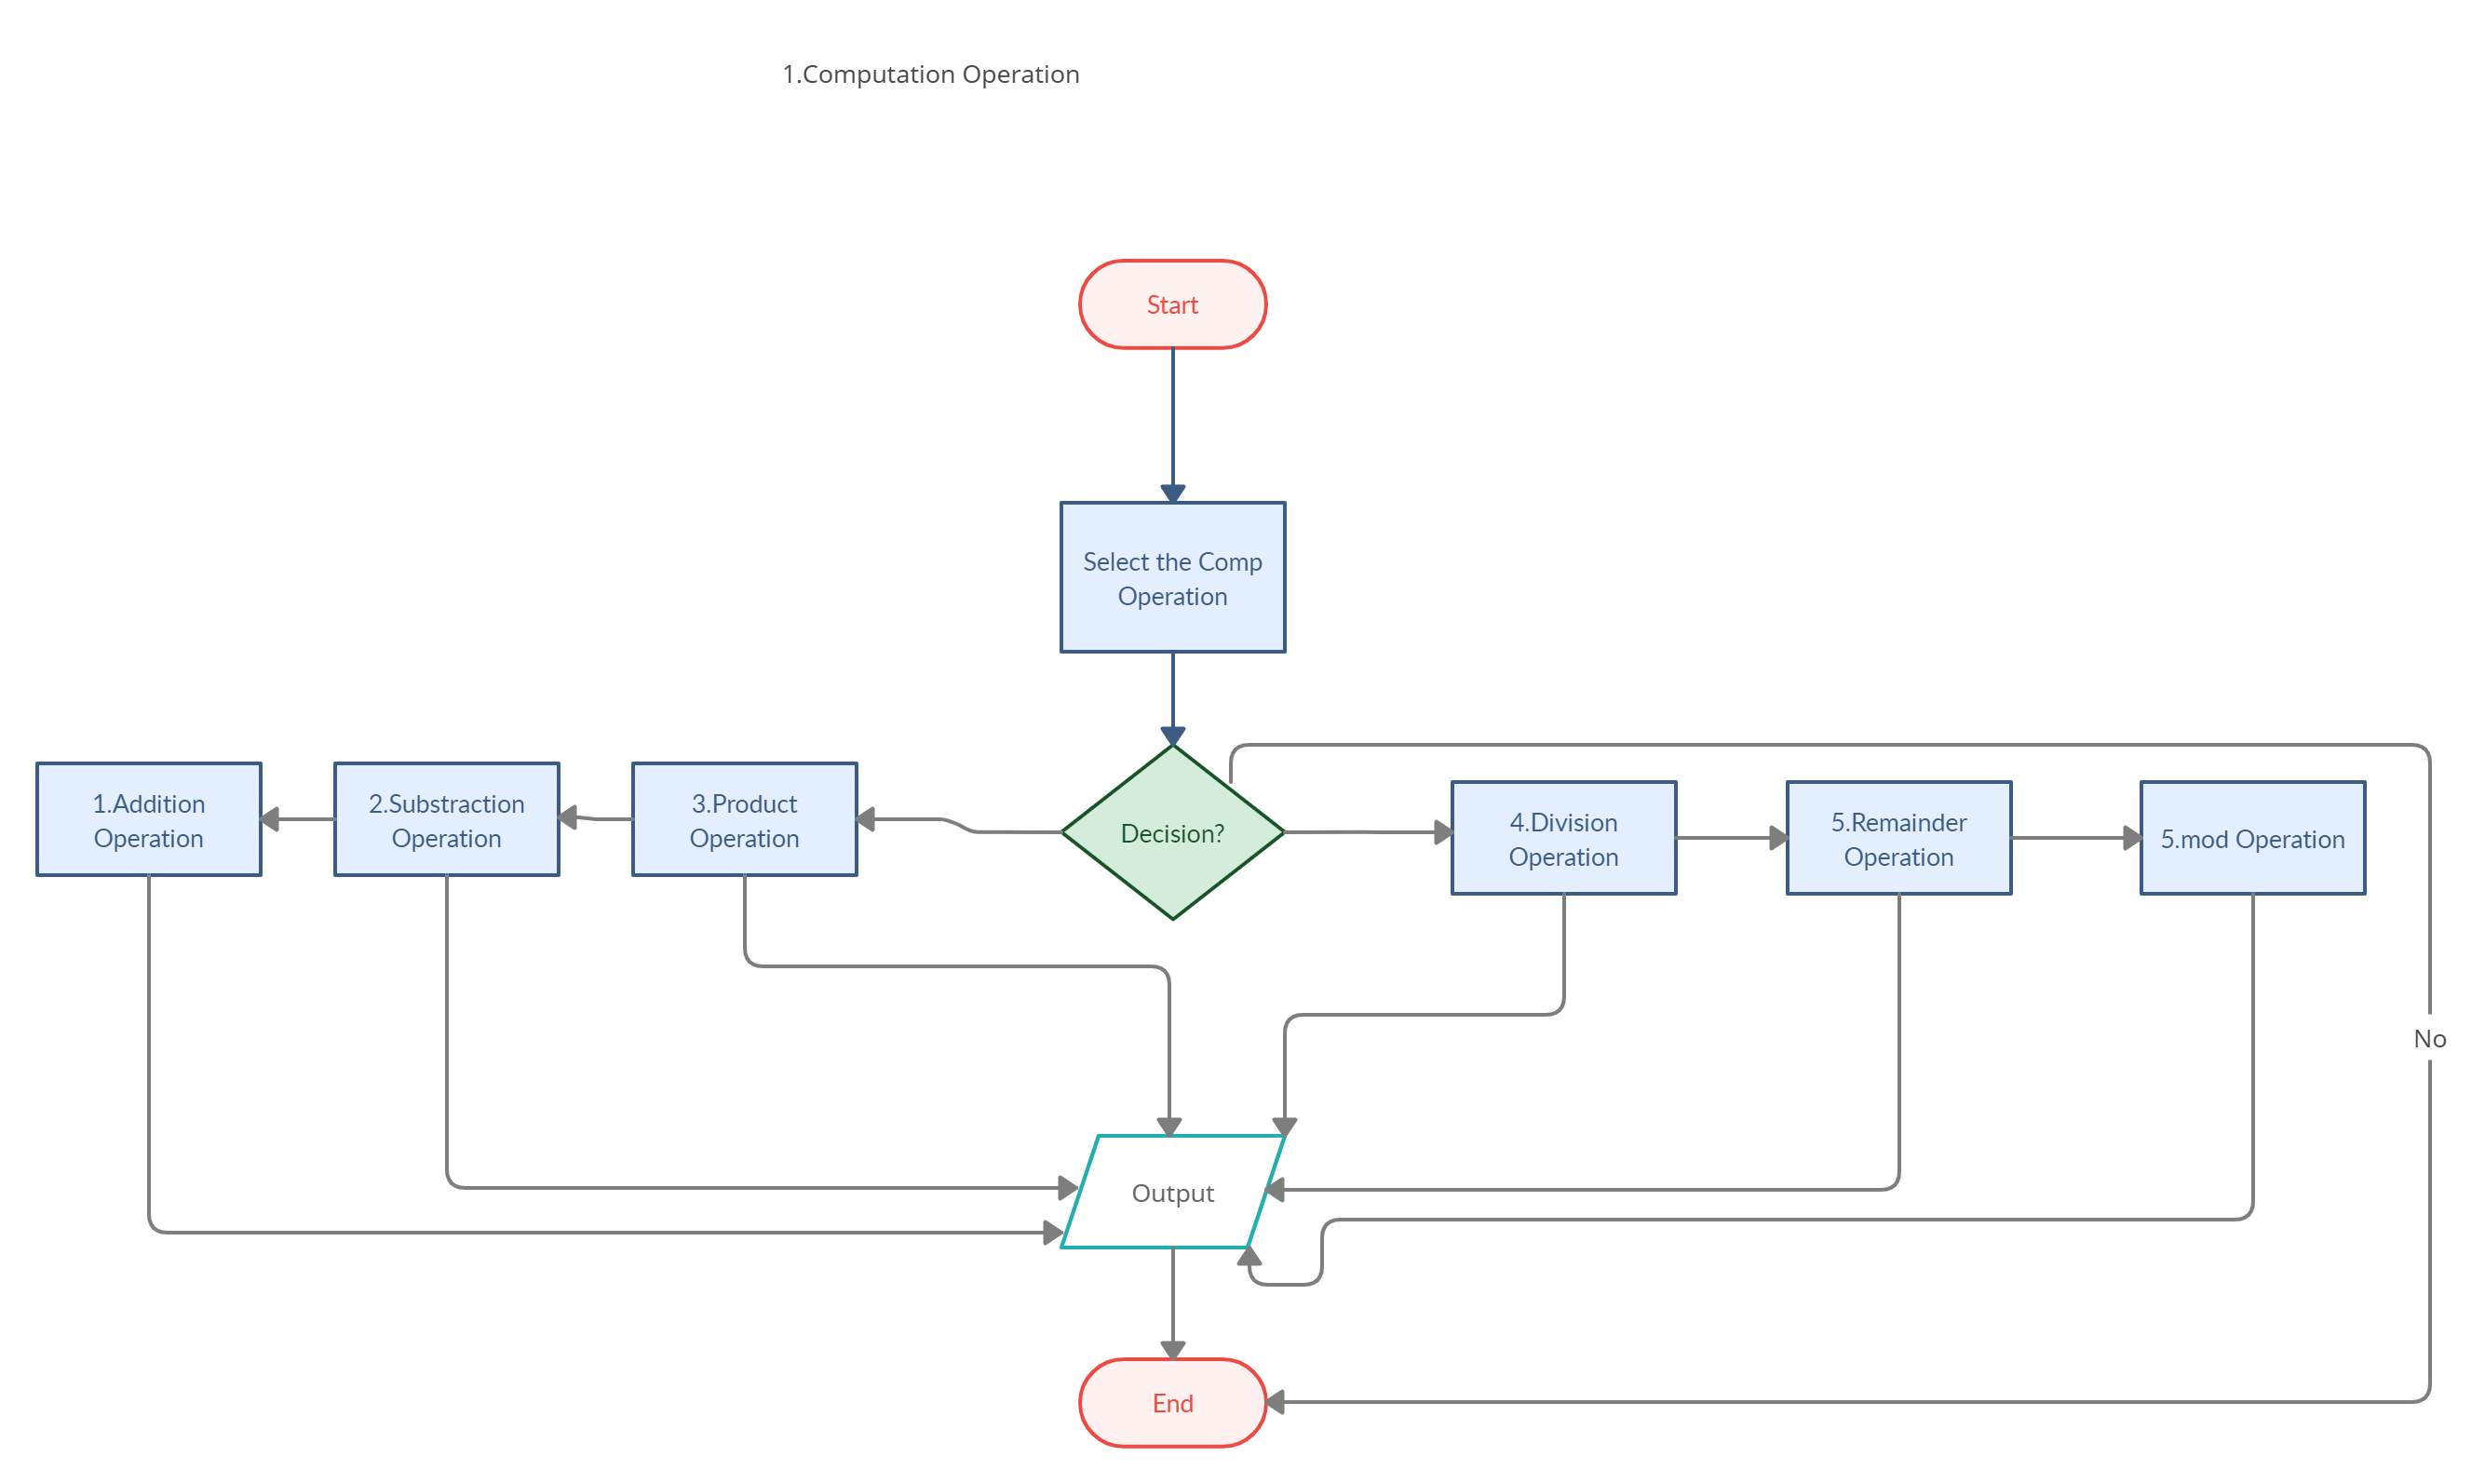 1.Computation Operation
Start
Select the Comp
Operation
Decision?
1.Addition
Operation
2.Substraction
Operation
3.Product
Operation
4.Division
Operation
5.Remainder
Operation
5.mod Operation
No
Output
End